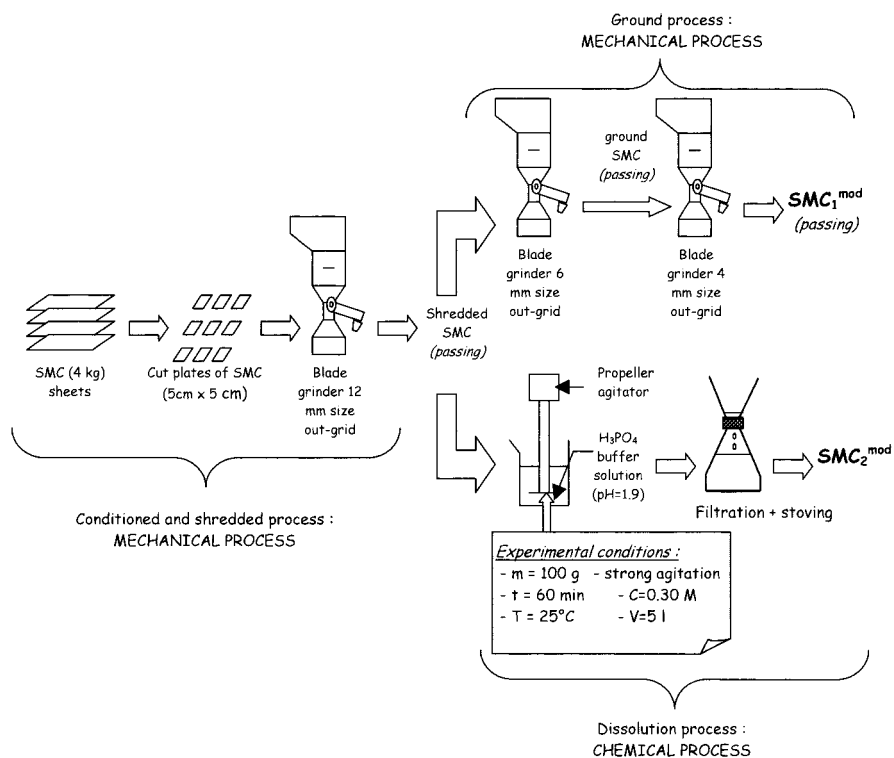 Ground process :
MECHANICAL PROCESS
ground
SMC
(passing)
SMC₁ᵐᵒᵈ
(passing)
Blade
grinder 6
mm size
out-grid
Blade
grinder 4
mm size
out-grid
SMC (4 kg)
sheets
Cut plates of SMC
(5cm x 5 cm)
Blade
grinder 12
mm size
out-grid
Shredded
SMC
(passing)
Conditioned and shredded process :
MECHANICAL PROCESS
Propeller
agitator
H₃PO₄
buffer
solution
(pH=1.9)
Filtration + stoving
SMC₂ᵐᵒᵈ
Experimental conditions :
- m = 100 g - strong agitation
- t = 60 min - C=0.30 M
- T = 25°C - V=5 l
Dissolution process :
CHEMICAL PROCESS